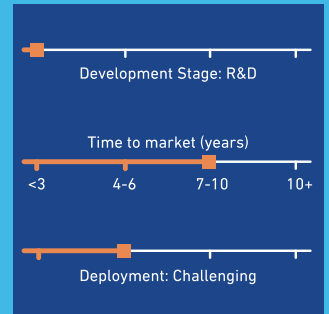 Development Stage: R&D
Time to market (years)
<3 4-6 7-10 10+
Deployment: Challenging